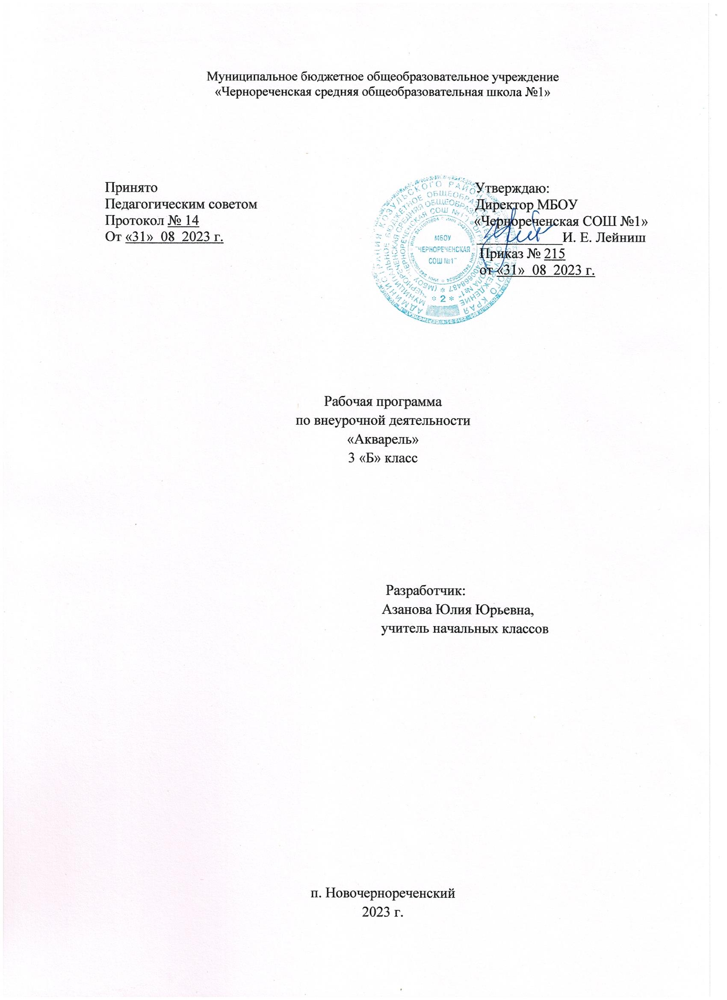 Муниципальное бюджетное общеобразовательное учреждение
«Чернореченская средняя общеобразовательная школа №1»
Принято
Педагогическим советом
Протокол № 14
От «31» 08 2023 г.
Утверждаю:
Директор МБОУ
«Чернореченская СОШ №1»
____________И. Е. Лейниш
Приказ № 215
от «31» 08 2023 г.
МБОУ
"ЧЕРНОРЕЧЕНСКАЯ
СОШ №1"
* 2 *
Рабочая программа
по внеурочной деятельности
«Акварель»
3 «Б» класс
Разработчик:
Азанова Юлия Юрьевна,
учитель начальных классов
п. Новочернореченский
2023 г.